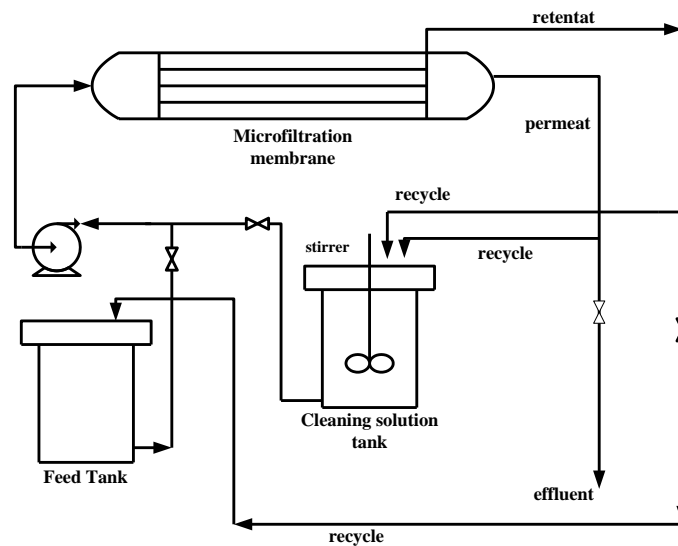 retentat
Microfiltration
membrane
permeat
recycle
stirrer
recycle
Cleaning solution
tank
Feed Tank
effluent
recycle